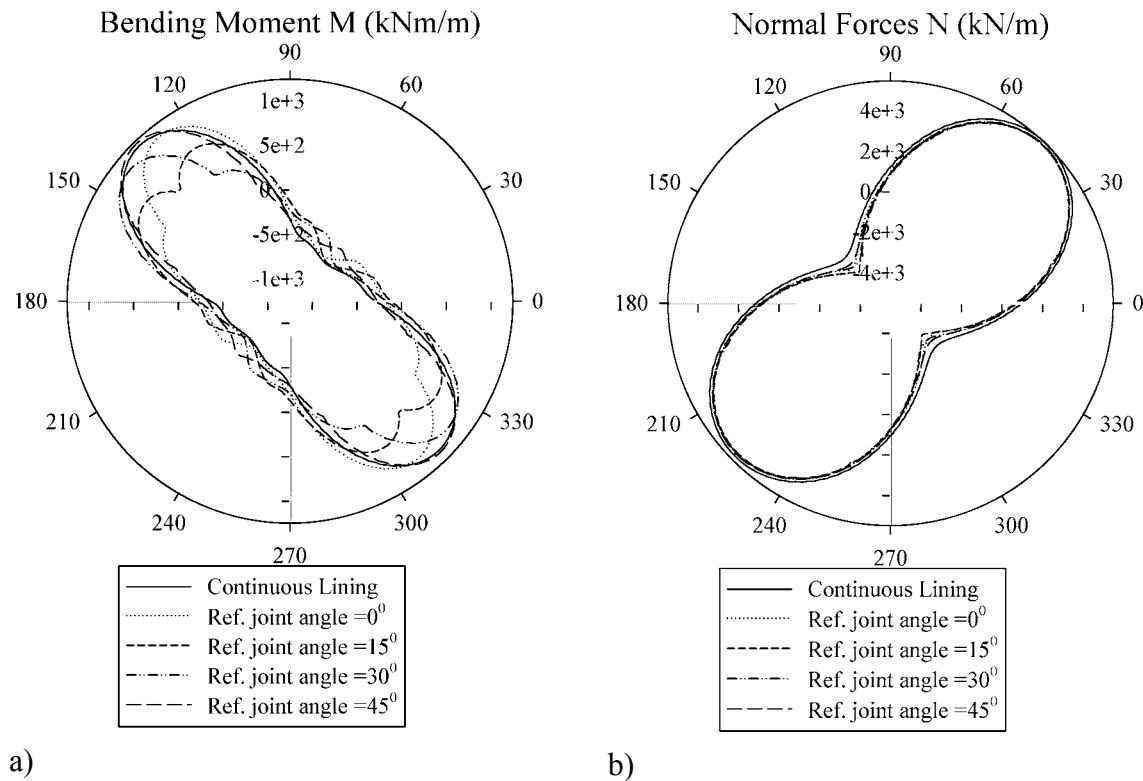 Bending Moment M (kNm/m)
90
120
60
1e+3
5e+2
150
30
0
-5e+2
-1e+3
180
0
210
330
240
300
270
Continuous Lining
Ref. joint angle =0⁰
Ref. joint angle =15⁰
Ref. joint angle =30⁰
Ref. joint angle =45⁰
a)
Normal Forces N (kN/m)
90
120
60
4e+3
2e+3
150
30
0
-2e+3
4e+3
180
0
210
330
240
300
270
Continuous Lining
Ref. joint angle =0⁰
Ref. joint angle =15⁰
Ref. joint angle =30⁰
Ref. joint angle =45⁰
b)